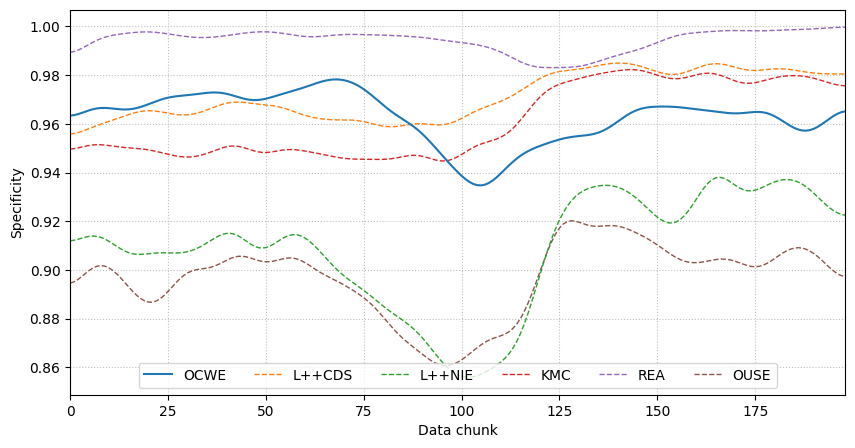 1.00
0.98
0.96
0.94
0.92
0.90
0.88
0.86
Specificity
OCWE L++CDS L++NIE KMC REA OUSE
0 25 50 75 100 125 150 175
Data chunk